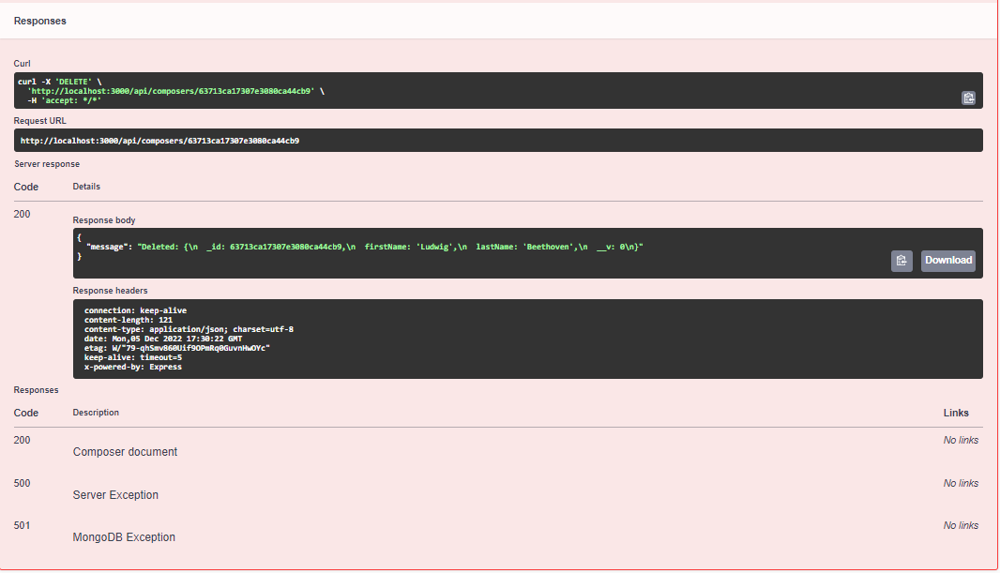 Responses
Curl
curl -X 'DELETE' \
'http://localhost:3000/api/composers/63713ca17307e3080ca44cb9' \
-H 'accept: */*'
Request URL
http://localhost:3000/api/composers/63713ca17307e3080ca44cb9
Server response
Code Details
200
Response body
{
"message": "Deleted: {\n  _id: 63713ca17307e3080ca44cb9,\n  firstName: 'Ludwig',\n  lastName: 'Beethoven',\n  __v: 0\n}"
}
Download
Response headers
connection: keep-alive
content-length: 121
content-type: application/json; charset=utf-8
date: Mon,05 Dec 2022 17:30:22 GMT
etag: W/"79-qhSmv860Uif9OPmRq0GuvnHwOYc"
keep-alive: timeout=5
x-powered-by: Express
Responses
Code Description Links
200 No links
Composer document
500 No links
Server Exception
501 No links
MongoDB Exception